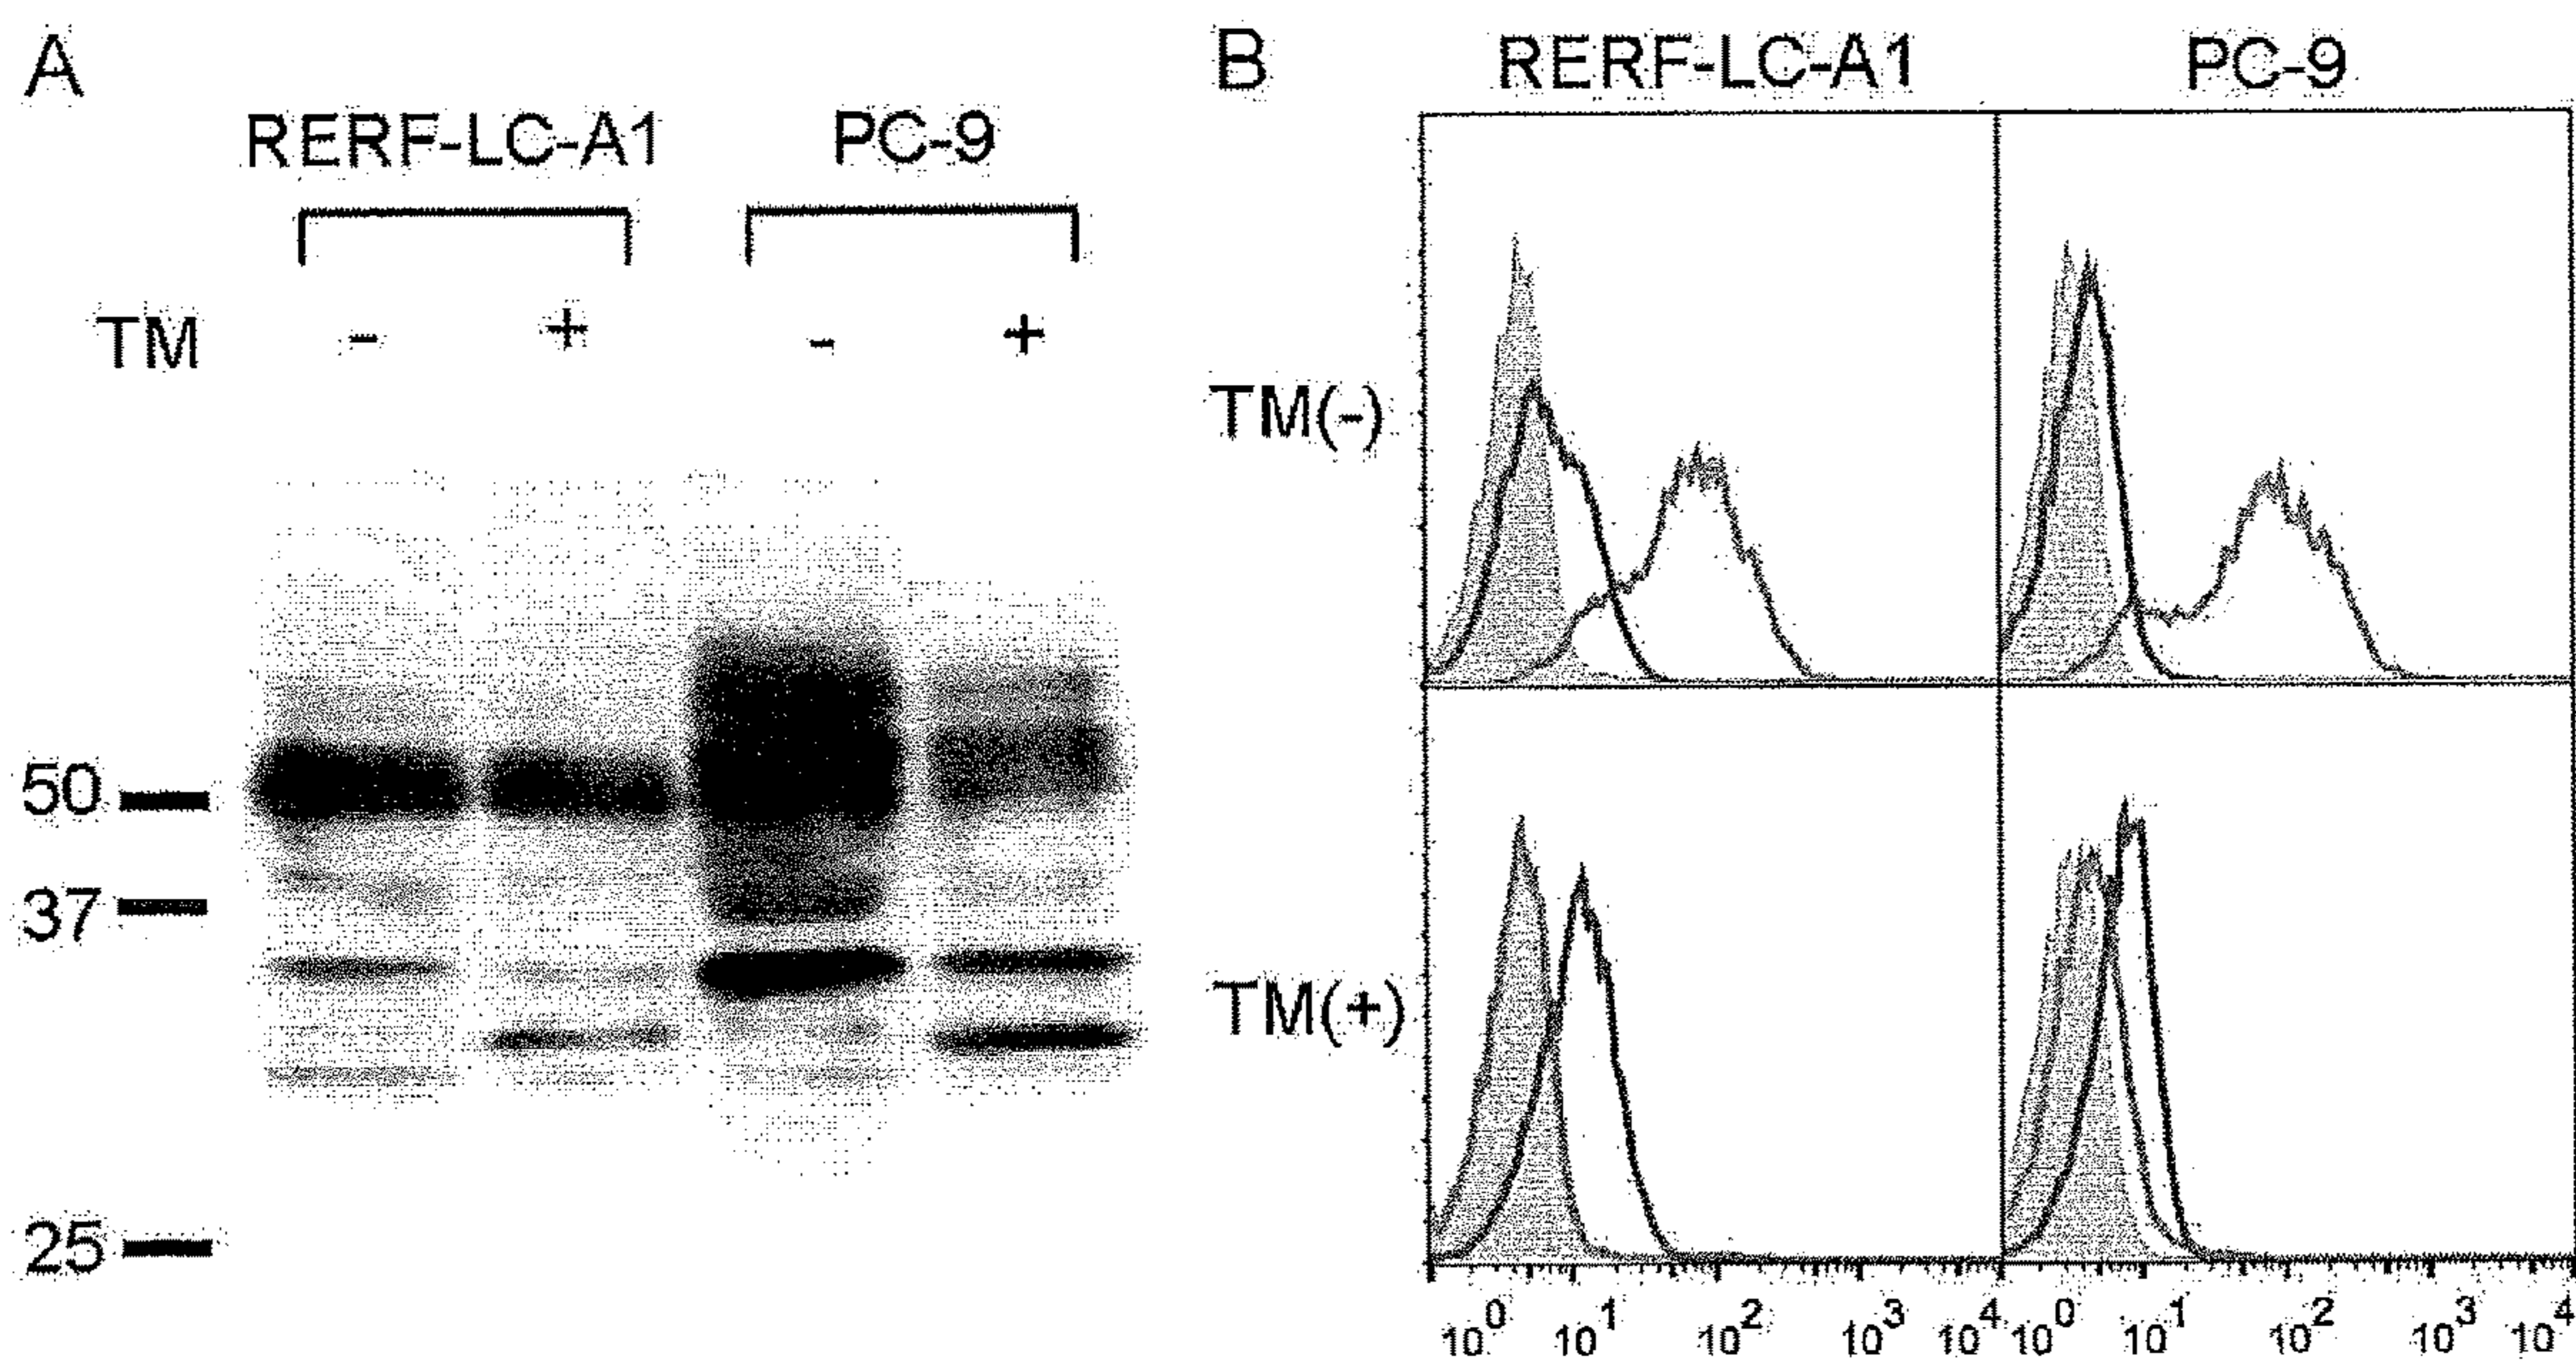 A
RERF-LC-A1 PC-9
TM - + - +
50
37
25
B
RERF-LC-A1 PC-9
TM(-)
TM(+)
10^0 10^1 10^2 10^3 10^4 10^0 10^1 10^2 10^3 10^4